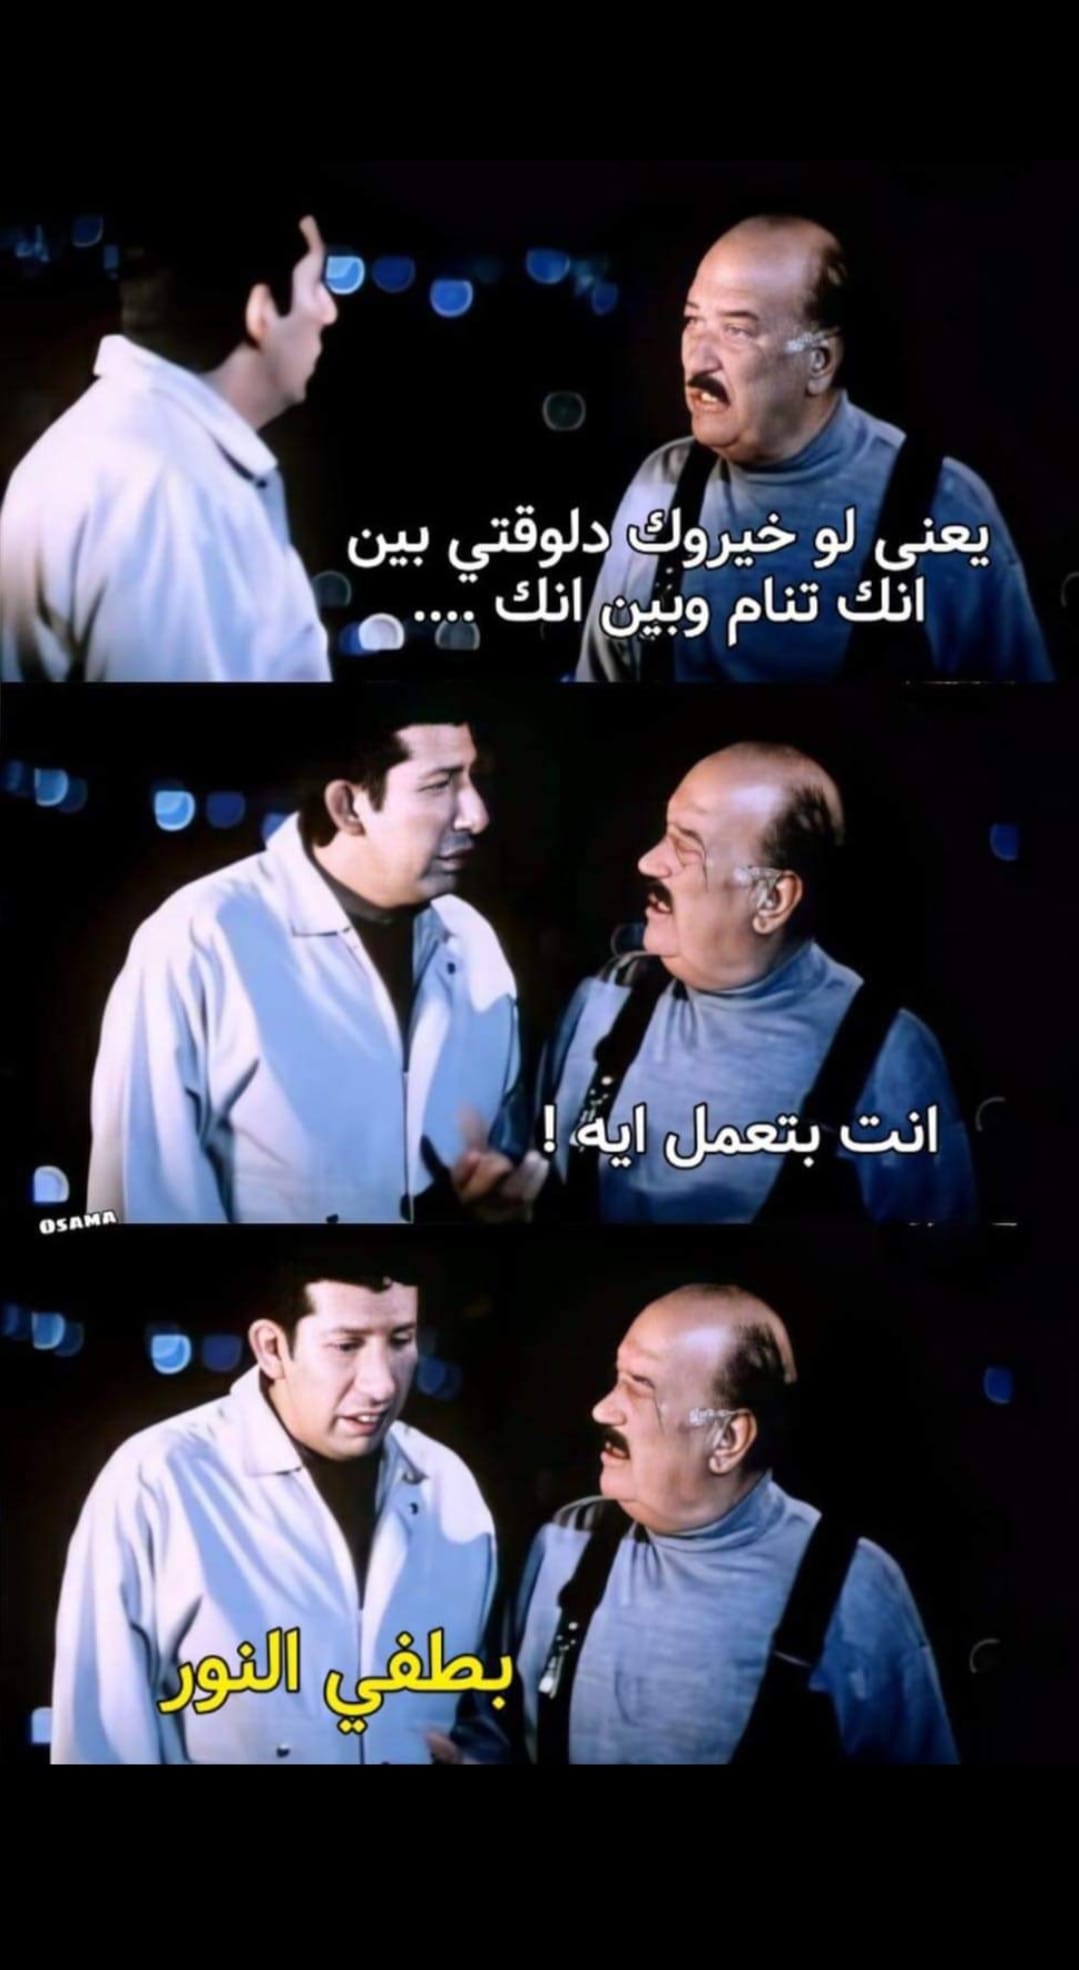 يعنى لو خيروك دلوقتي بين
انك تنام وبين انك ....
انت بتعمل ايه !
OSAMA
بطفي النور